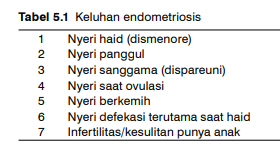 Tabel 5.1 Keluhan endometriosis
1 Nyeri haid (dismenore)
2 Nyeri panggul
3 Nyeri sanggama (dispareuni)
4 Nyeri saat ovulasi
5 Nyeri berkemih
6 Nyeri defekasi terutama saat haid
7 Infertilitas/kesulitan punya anak